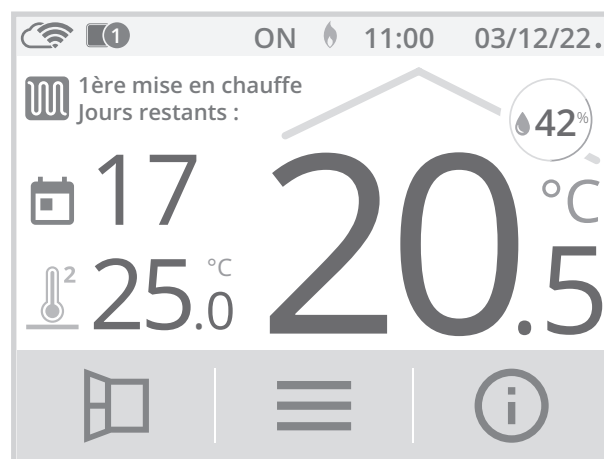 1 ON 11:00 03/12/22.
1ère mise en chauffe
Jours restants :
42%
17
20.5 °C
2 25.0 °C